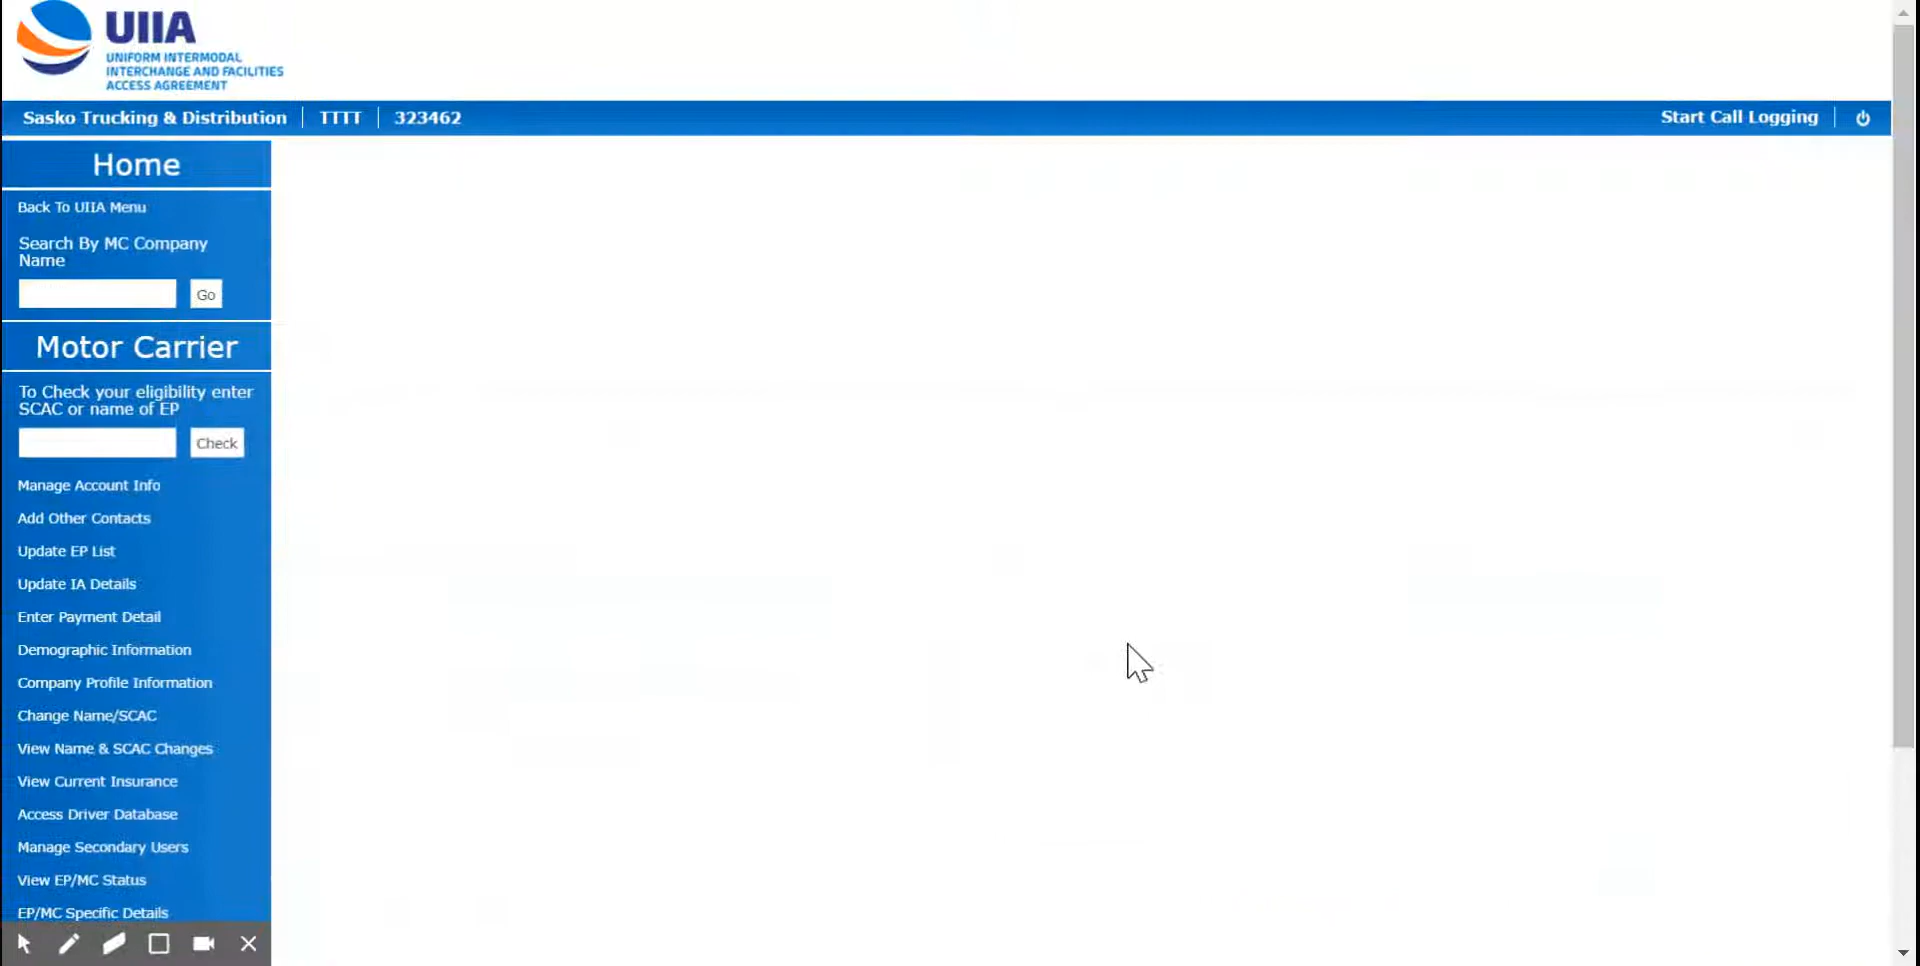 UIIA
UNIFORM INTERMODAL
INTERCHANGE AND FACILITIES
ACCESS AGREEMENT
Sasko Trucking & Distribution TTTT 323462 Start Call Logging
Home
Back To UIIA Menu
Search By MC Company
Name
Go
Motor Carrier
To Check your eligibility enter
SCAC or name of EP
Check
Manage Account Info
Add Other Contacts
Update EP List
Update IA Details
Enter Payment Detail
Demographic Information
Company Profile Information
Change Name/SCAC
View Name & SCAC Changes
View Current Insurance
Access Driver Database
Manage Secondary Users
View EP/MC Status
EP/MC Specific Details